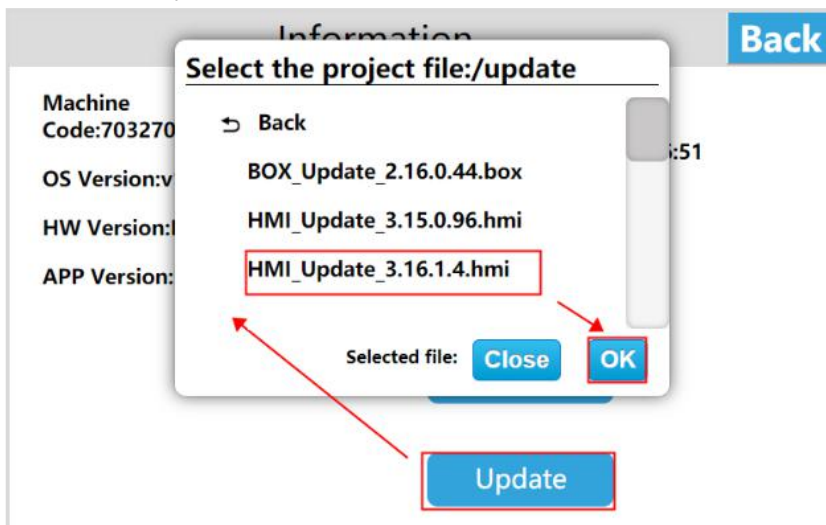 Information
Back
Select the project file:/update
Machine
Code:703270
Back
:51
BOX_Update_2.16.0.44.box
OS Version:v
HMI_Update_3.15.0.96.hmi
HW Version:
HMI_Update_3.16.1.4.hmi
APP Version:
Selected file:
Close
OK
Update